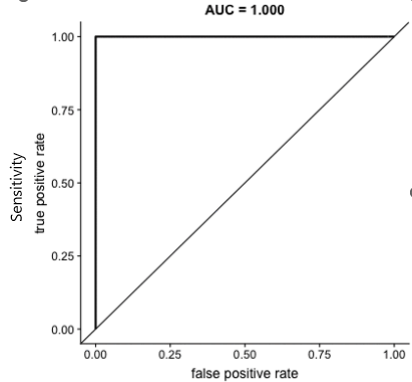 AUC = 1.000
Sensitivity
true positive rate
1.00
0.75
0.50
0.25
0.00
0.00 0.25 0.50 0.75 1.00
false positive rate